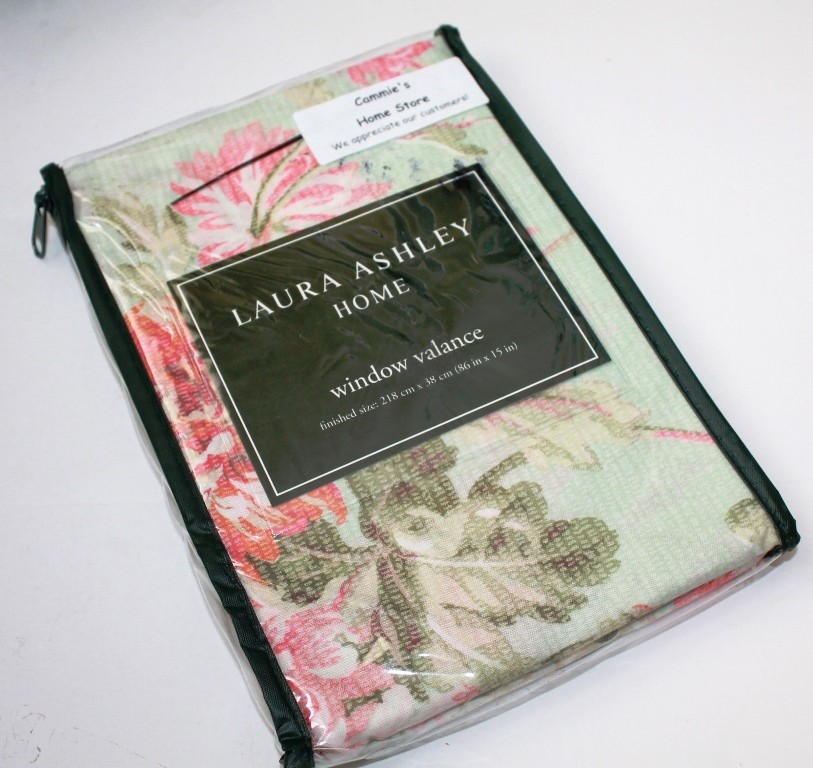 Cammie's
Home Store
We appreciate our customers!
LAURA ASHLEY
HOME
window valance
finished size: 218 cm x 38 cm (86 in x 15 in)